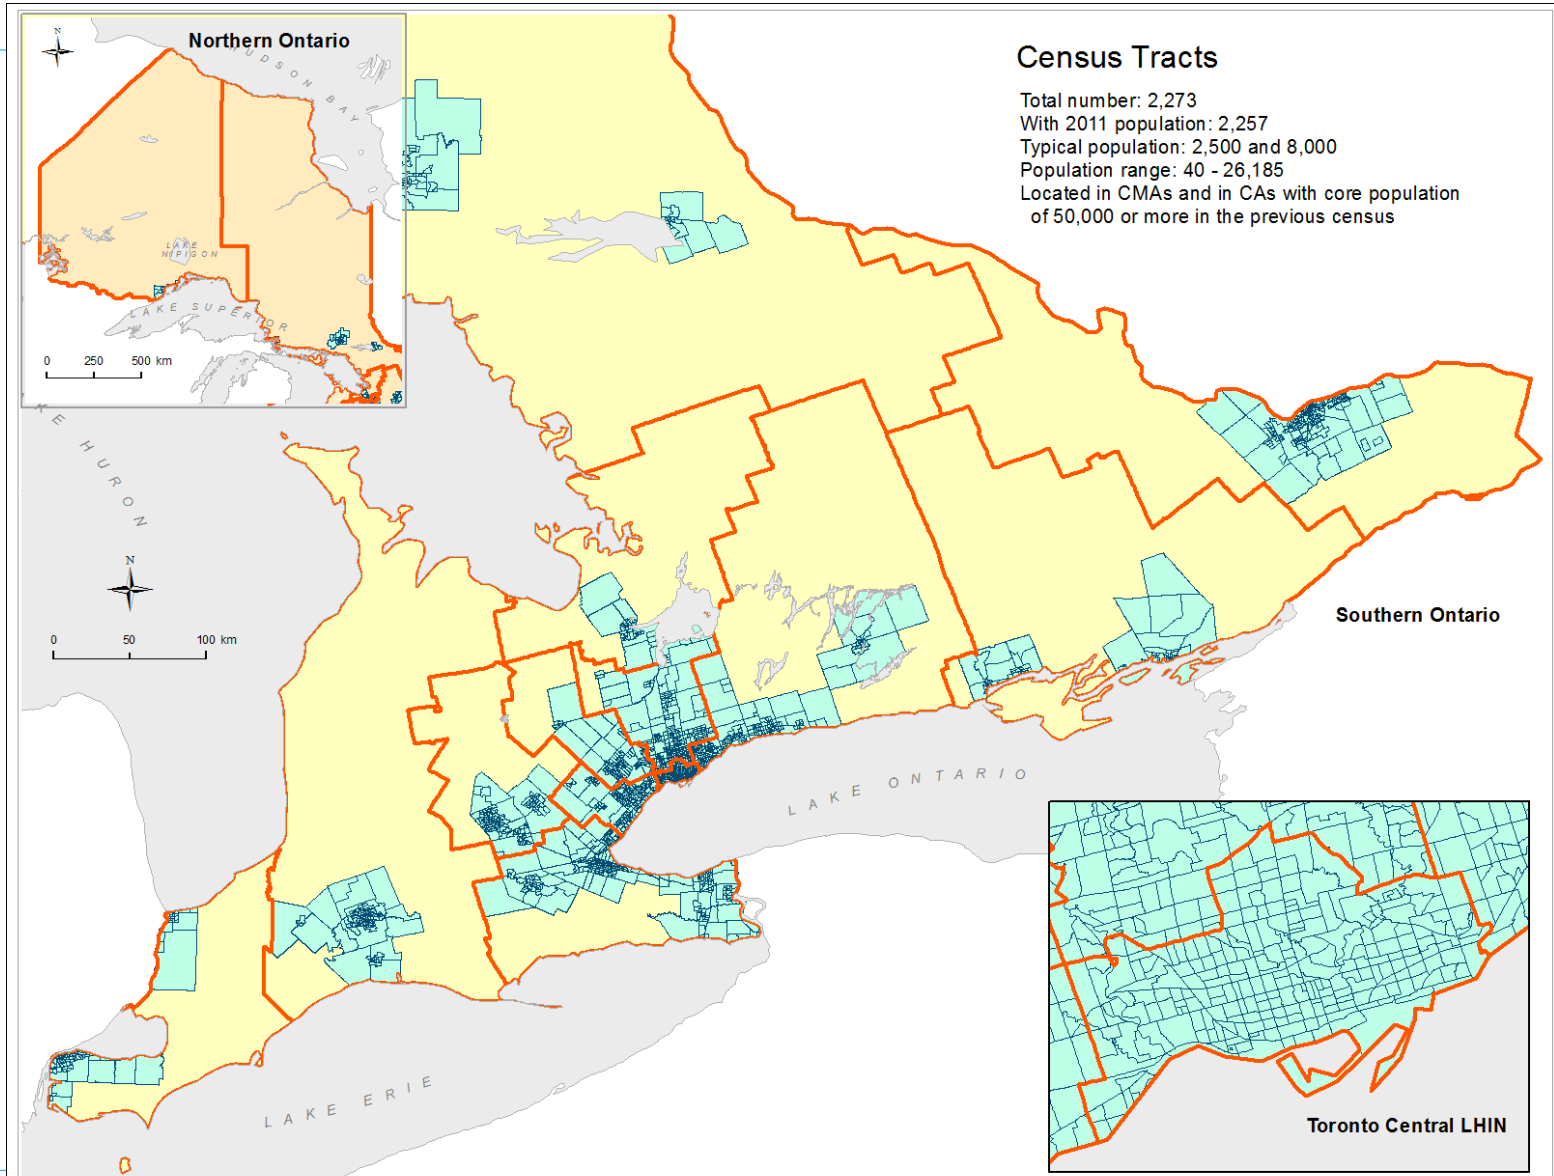 Northern Ontario
N
HUDSON BAY
LAKE
NIPIGON
LAKE SUPERIOR
0 250 500 km
Census Tracts
Total number: 2,273
With 2011 population: 2,257
Typical population: 2,500 and 8,000
Population range: 40 - 26,185
Located in CMAs and in CAs with core population
of 50,000 or more in the previous census
KE HURON
N
0 50 100 km
Southern Ontario
LAKE ONTARIO
LAKE ERIE
Toronto Central LHIN